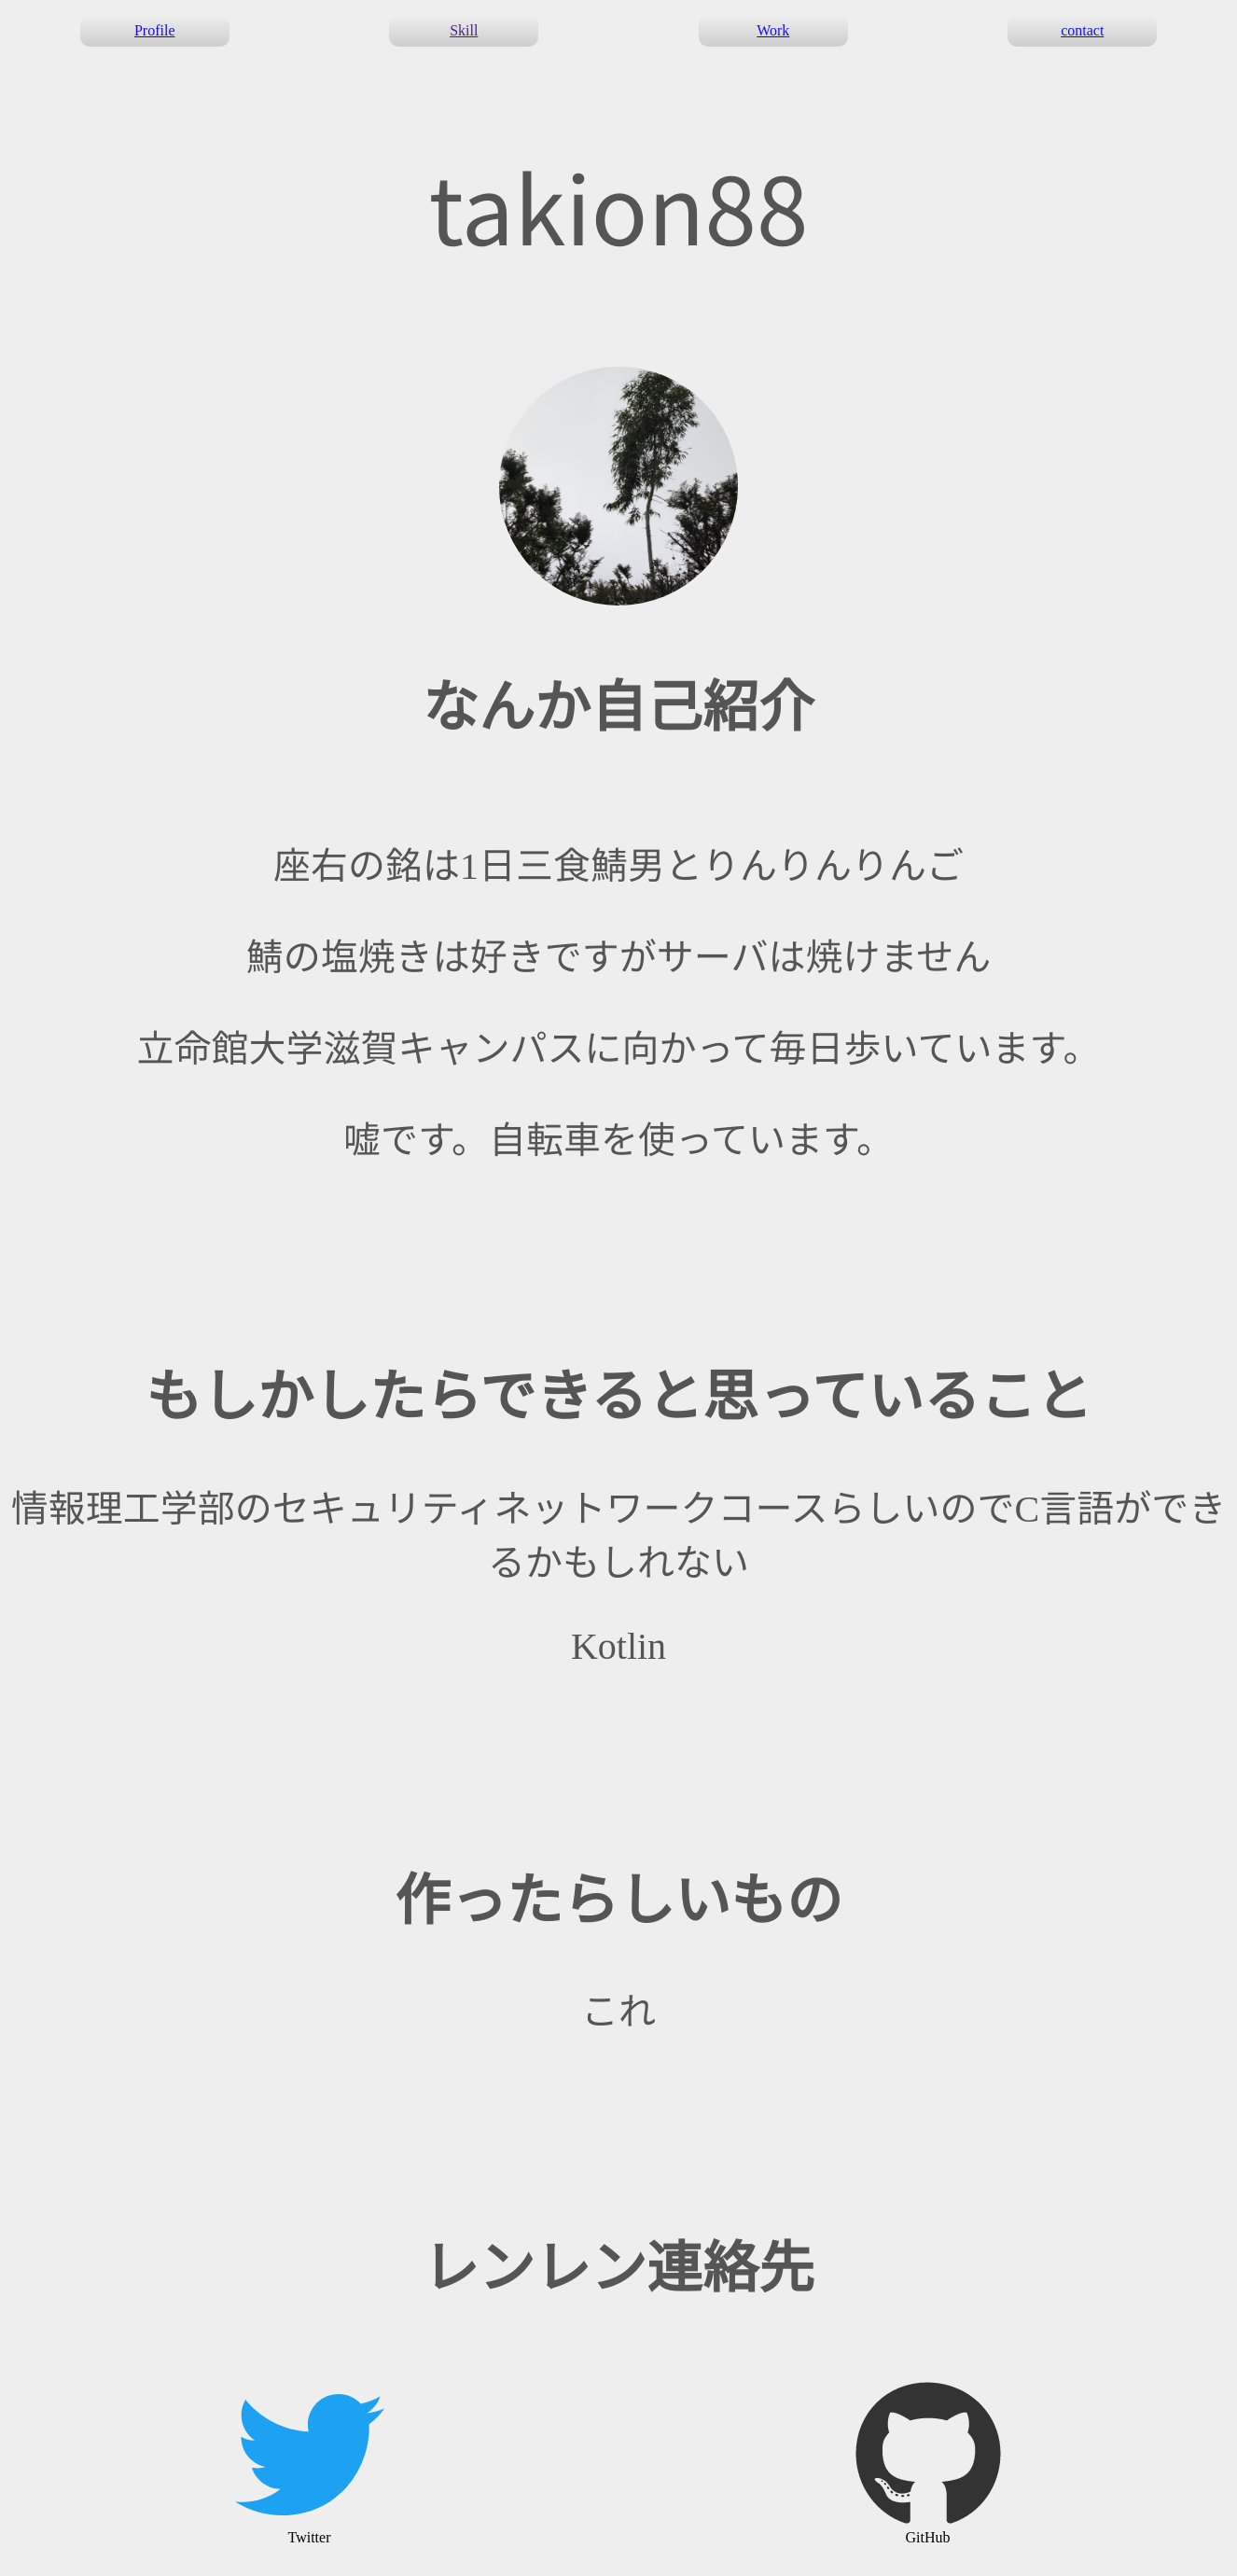 Profile
Skill
Work
contact
takion88
なんか自己紹介
座右の銘は1日三食鯖男とりんりんりんご
鯖の塩焼きは好きですがサーバは焼けません
立命館大学滋賀キャンパスに向かって毎日歩いています。
嘘です。自転車を使っています。
もしかしたらできると思っていること
情報理工学部のセキュリティネットワークコースらしいのでC言語ができ
るかもしれない
Kotlin
作ったらしいもの
これ
レンレン連絡先
Twitter
GitHub